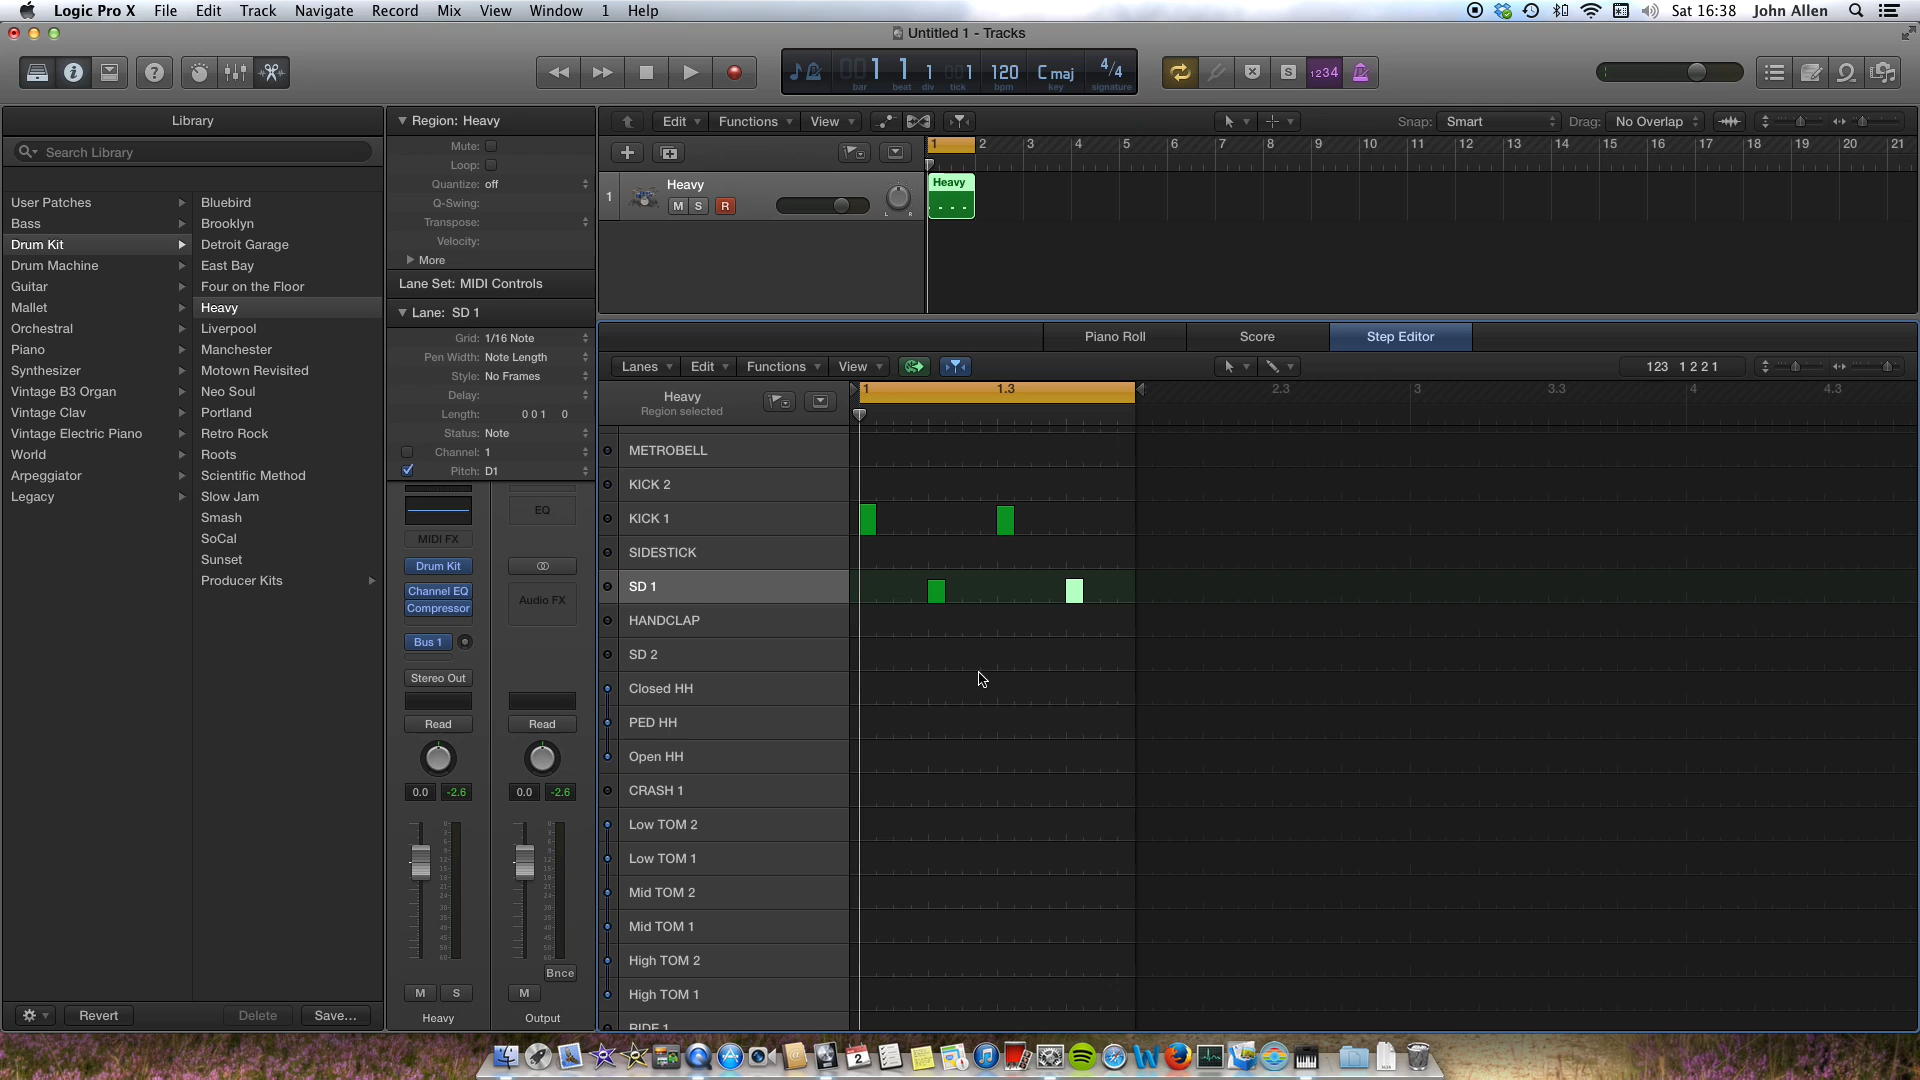 Logic Pro X File Edit Track Navigate Record Mix View Window 1 Help Sat 16:38 John Allen
Untitled 1 - Tracks
1 1 1 1 120 C maj 4/4 S 1234
bar beat div tick bpm key signature
Library
Search Library
User Patches
Bass
Drum Kit
Drum Machine
Guitar
Mallet
Orchestral
Piano
Synthesizer
Vintage B3 Organ
Vintage Clav
Vintage Electric Piano
World
Arpeggiator
Legacy
Bluebird
Brooklyn
Detroit Garage
East Bay
Four on the Floor
Heavy
Liverpool
Manchester
Motown Revisited
Neo Soul
Portland
Retro Rock
Roots
Scientific Method
Slow Jam
Smash
SoCal
Sunset
Producer Kits
Revert Delete Save...
Region: Heavy
Mute:
Loop:
Quantize: off
Q-Swing:
Transpose:
Velocity:
More
Lane Set: MIDI Controls
Lane: SD 1
Grid: 1/16 Note
Pen Width: Note Length
Style: No Frames
Delay:
Length: 0 0 1 0
Status: Note
Channel: 1
Pitch: D1
EQ
MIDI FX
Drum Kit
Channel EQ
Compressor
Audio FX
Bus 1
Stereo Out
Read Read
0.0 -2.6 0.0 -2.6
Bnce
M S M
Heavy Output
Edit Functions View Snap: Smart Drag: No Overlap
1 2 3 4 5 6 7 8 9 10 11 12 13 14 15 16 17 18 19 20 21
1 Heavy
M S R
L R
Heavy
Piano Roll Score Step Editor
Lanes Edit Functions View 123 1 2 2 1
Heavy
Region selected
1 1.3 2.3 3 3.3 4 4.3
METROBELL
KICK 2
KICK 1
SIDESTICK
SD 1
HANDCLAP
SD 2
Closed HH
PED HH
Open HH
CRASH 1
Low TOM 2
Low TOM 1
Mid TOM 2
Mid TOM 1
High TOM 2
High TOM 1
RIDE 1